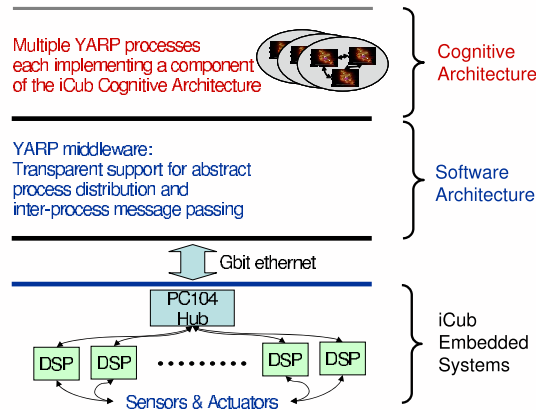 Multiple YARP processes
each implementing a component
of the iCub Cognitive Architecture
Cognitive
Architecture
YARP middleware:
Transparent support for abstract
process distribution and
inter-process message passing
Software
Architecture
Gbit ethernet
PC104
Hub
DSP
DSP
DSP
DSP
Sensors & Actuators
iCub
Embedded
Systems